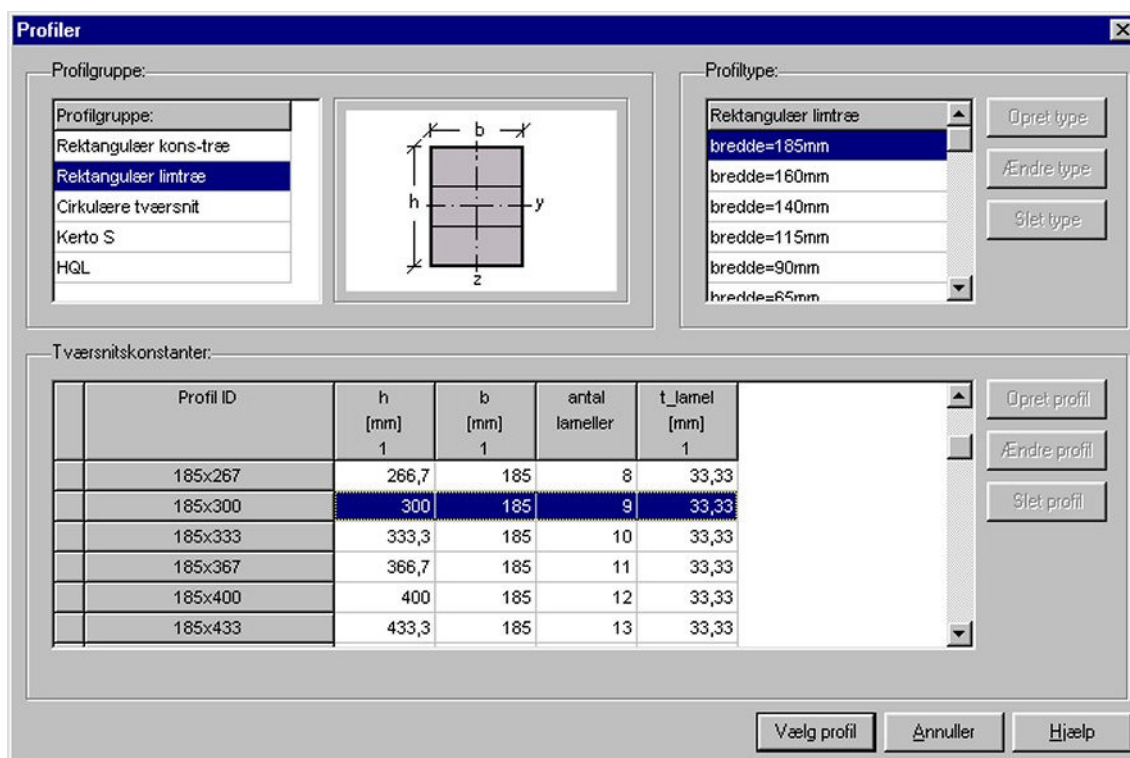 Profiler
Profilgruppe:
Profilgruppe:
Rektangulær kons-træ
Rektangulær limtræ
Cirkulære tværsnit
Kerto S
HQL
b
h
y
z
Profiltype:
Rektangulær limtræ
bredde=185mm
bredde=160mm
bredde=140mm
bredde=115mm
bredde=90mm
bredde=65mm
Opret type
Ændre type
Slet type
Tværsnitskonstanter:
Profil ID h b antal t_lamel
[mm] [mm] lameller [mm]
1 1 1
185x267 266,7 185 8 33,33
185x300 300 185 9 33,33
185x333 333,3 185 10 33,33
185x367 366,7 185 11 33,33
185x400 400 185 12 33,33
185x433 433,3 185 13 33,33
Opret profil
Ændre profil
Slet profil
Vælg profil Annuller Hjælp